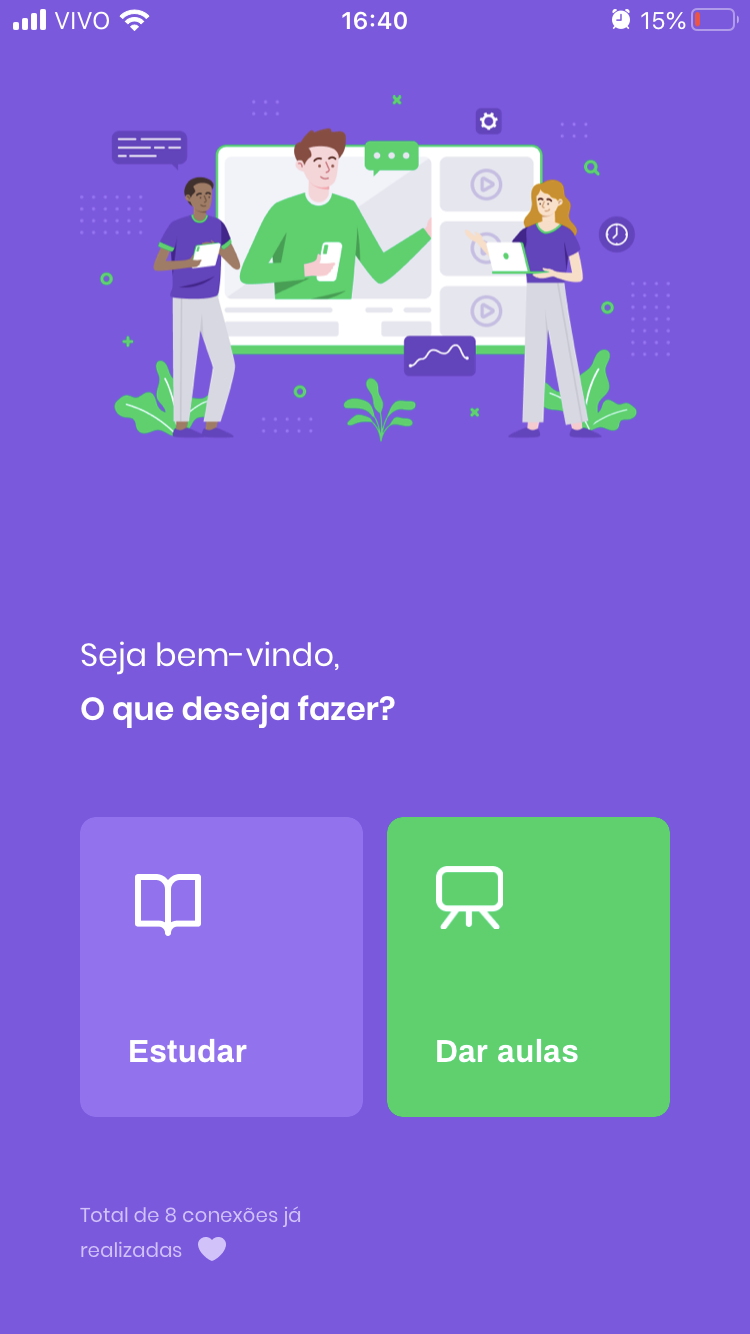 VIVO 16:40 15%
Seja bem-vindo,
O que deseja fazer?
Estudar
Dar aulas
Total de 8 conexões já
realizadas